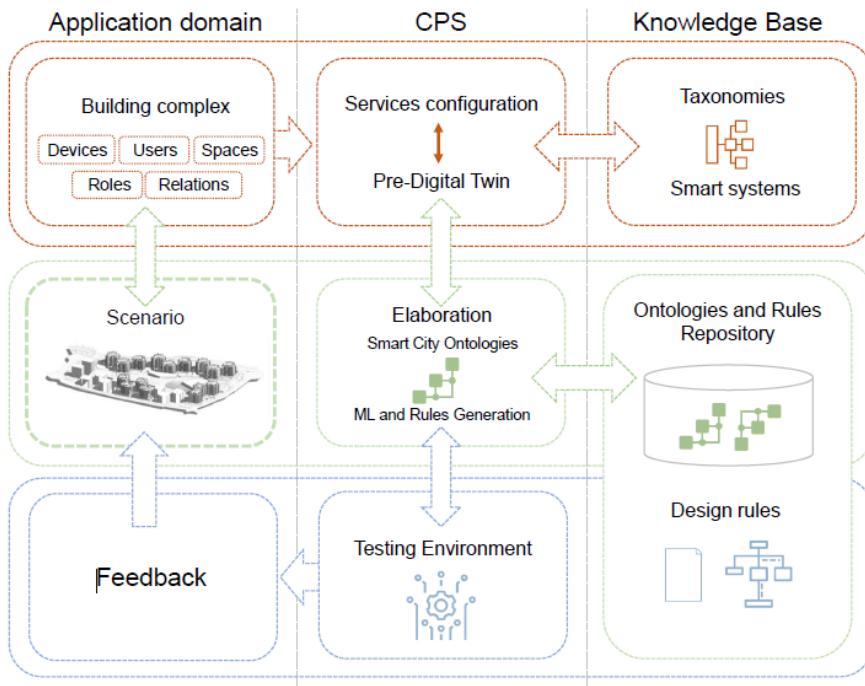 Application domain
CPS
Knowledge Base
Building complex
Devices
Users
Spaces
Roles
Relations
Services configuration
Pre-Digital Twin
Taxonomies
Smart systems
Scenario
Elaboration
Smart City Ontologies
ML and Rules Generation
Ontologies and Rules
Repository
Feedback
Testing Environment
Design rules